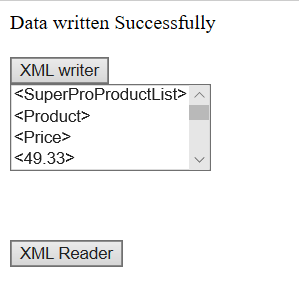 Data written Successfully
XML writer
<SuperProProductList>
<Product>
<Price>
<49.33>
XML Reader